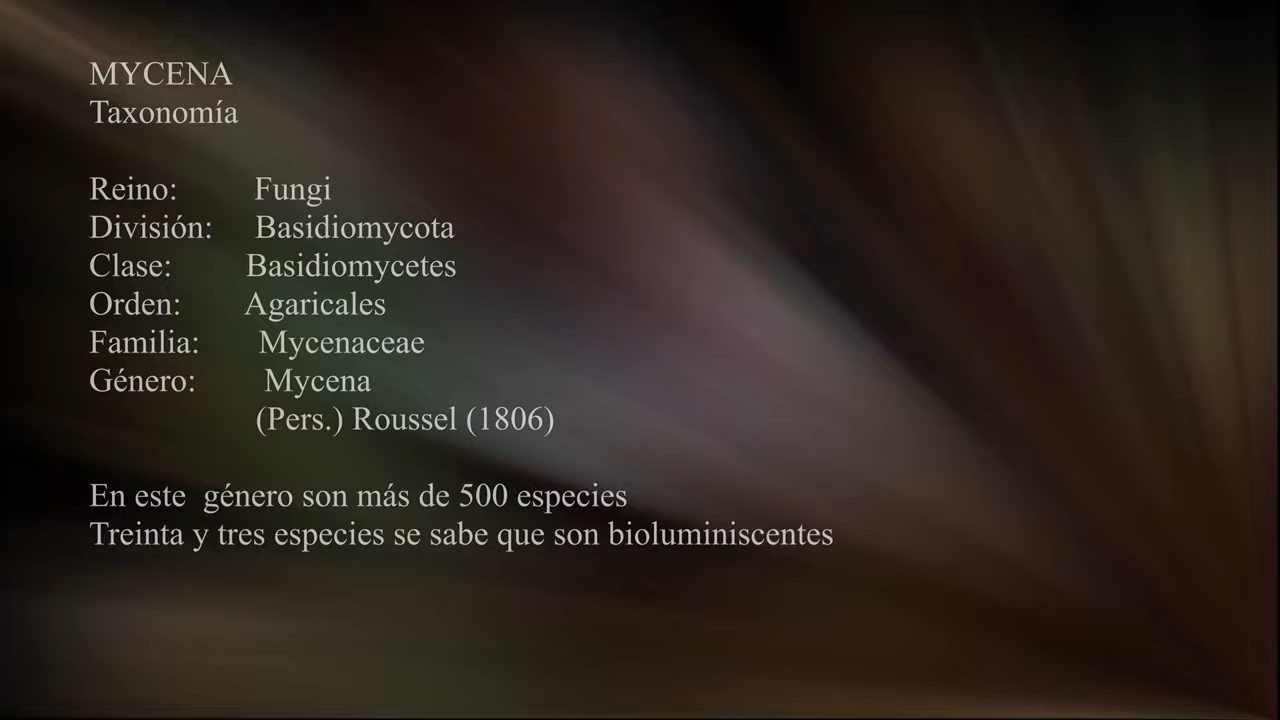 MYCENA
Taxonomía
Reino: Fungi
División: Basidiomycota
Clase: Basidiomycetes
Orden: Agaricales
Familia: Mycenaceae
Género: Mycena
(Pers.) Roussel (1806)
En este género son más de 500 especies
Treinta y tres especies se sabe que son bioluminiscentes